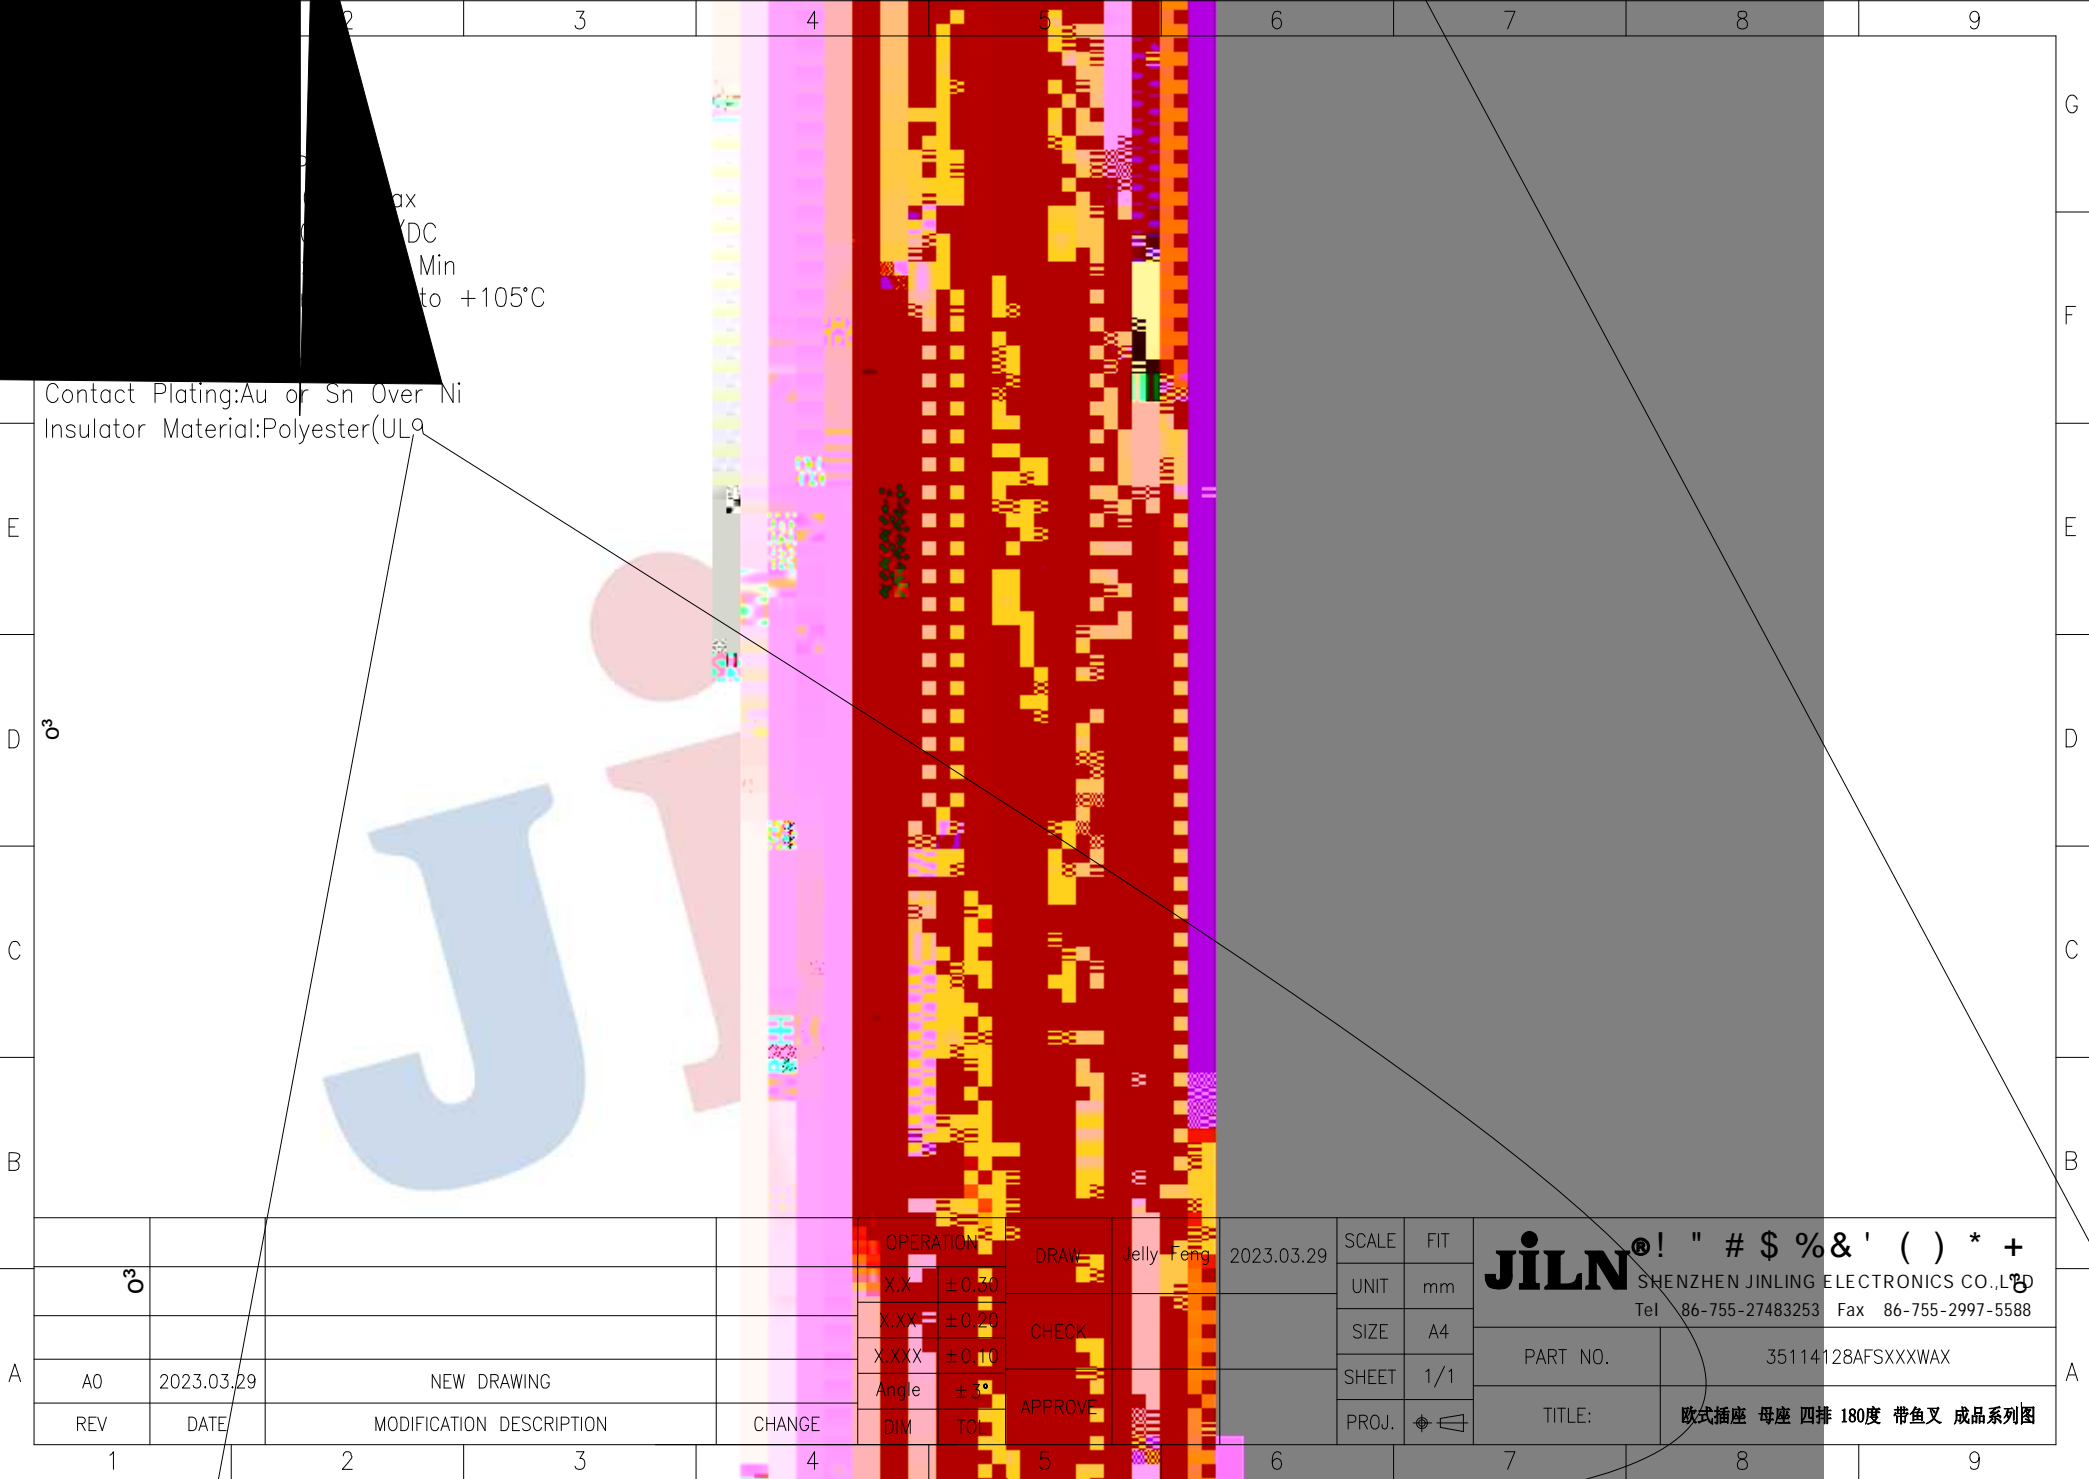 2 3 4 5 6 7 8 9
G
ax
/DC
Min
to +105°C
F
Contact Plating:Au or Sn Over Ni
Insulator Material:Polyester(UL9
E E
D D
o³
C C
B B
A A
o³
OPERATION
X.X ±0.30
X.XX ±0.20
X.XXX ±0.10
Angle ±3°
DIM TOL
DRAW Jelly Feng 2023.03.29
CHECK
APPROVE
SCALE FIT
UNIT mm
SIZE A4
SHEET 1/1
PROJ.
JiLN®! " # $ %& ' ( ) * +
SHENZHEN JINLING ELECTRONICS CO.,LTD
Tel 86-755-27483253 Fax 86-755-2997-5588
PART NO. 35114128AFSXXXWAX
TITLE: 欧式插座 母座 四排 180度 带鱼叉 成品系列图
A0 2023.03.29 NEW DRAWING
REV DATE MODIFICATION DESCRIPTION CHANGE
1 2 3 4 5 6 7 8 9
Ji